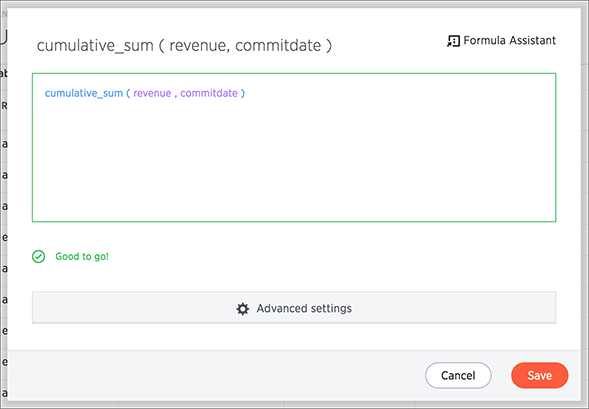 cumulative_sum ( revenue, commitdate )
Formula Assistant
cumulative_sum ( revenue , commitdate )
Good to go!
Advanced settings
Cancel
Save